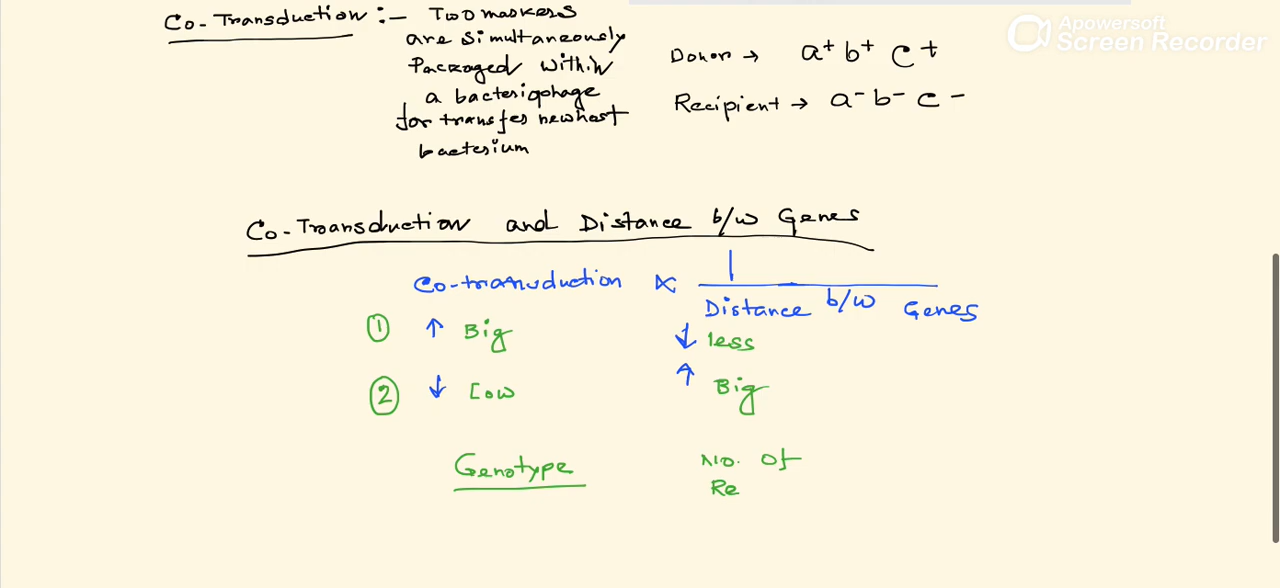 Co-Transduction :- Two markers
are simultaneously
Packaged within
a bacteriophage
for transfer newhost
bacterium
Donor → a+ b+ c+
Recipient → a- b- c-
Apowersoft
Screen Recorder
Co-Transduction and Distance b/w Genes
Co-transduction ∝ 1
Distance b/w Genes
① ↑ Big ↓ less
② ↓ Low ↑ Big
Genotype No. of
Re